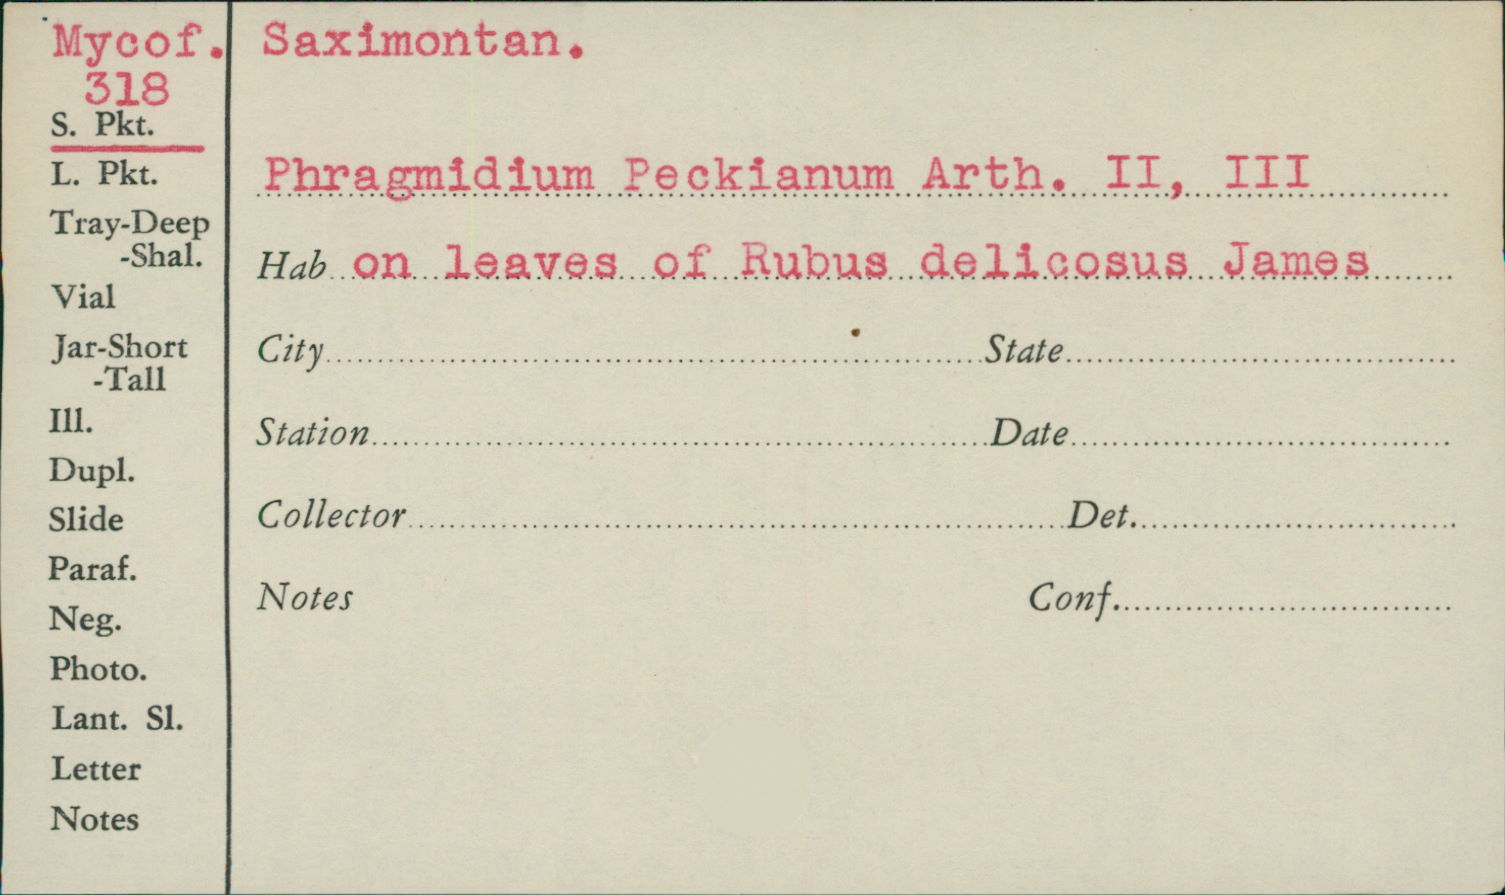 Mycof. Saximontan.
318
S. Pkt.
L. Pkt.
Phragmidium Peckianum Arth. II, III
Tray-Deep
-Shal.
Hab on leaves of Rubus delicosus James
Vial
Jar-Short
-Tall
City State
Ill.
Station Date
Dupl.
Slide
Collector Det.
Paraf.
Neg.
Notes Conf.
Photo.
Lant. Sl.
Letter
Notes